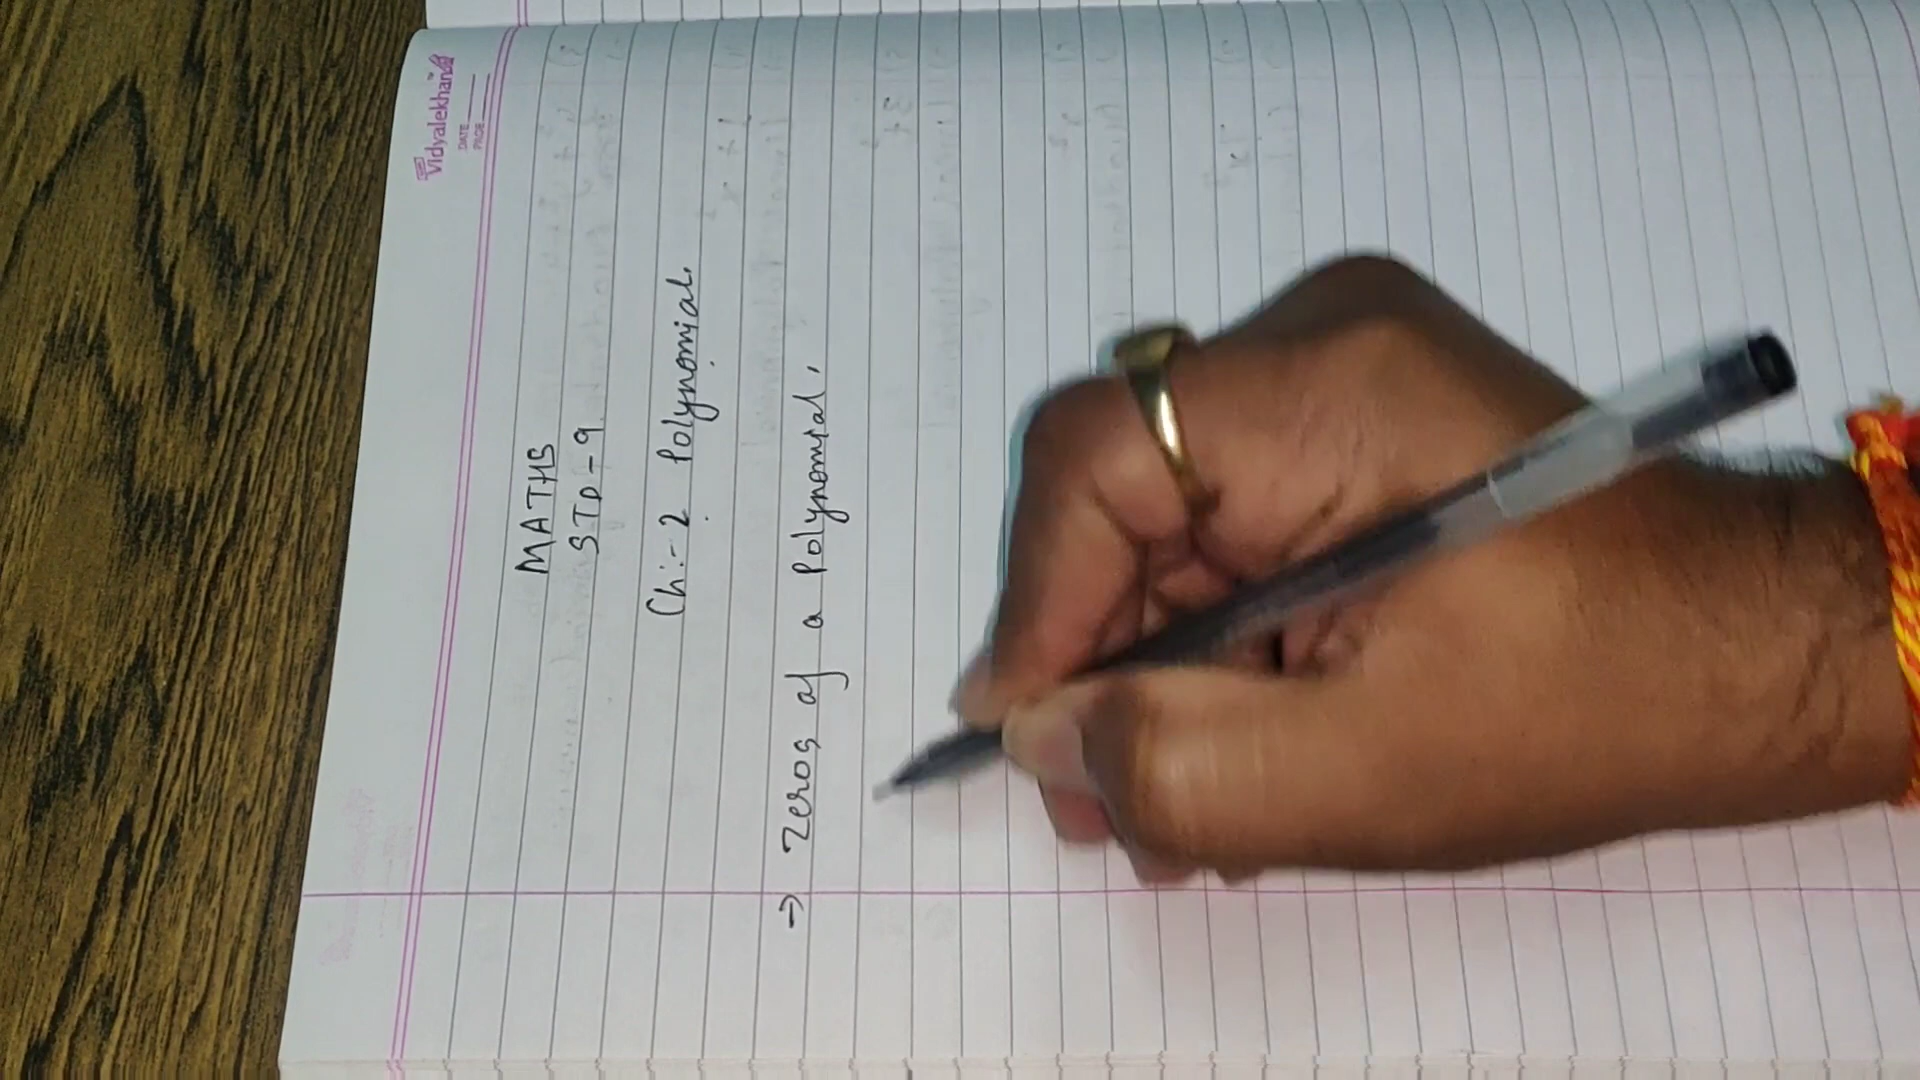 Vidyalekhan
DATE
PAGE
MATHS
STD-9.
Ch:-2 Polynomial.
→ Zeros of a Polynomial.